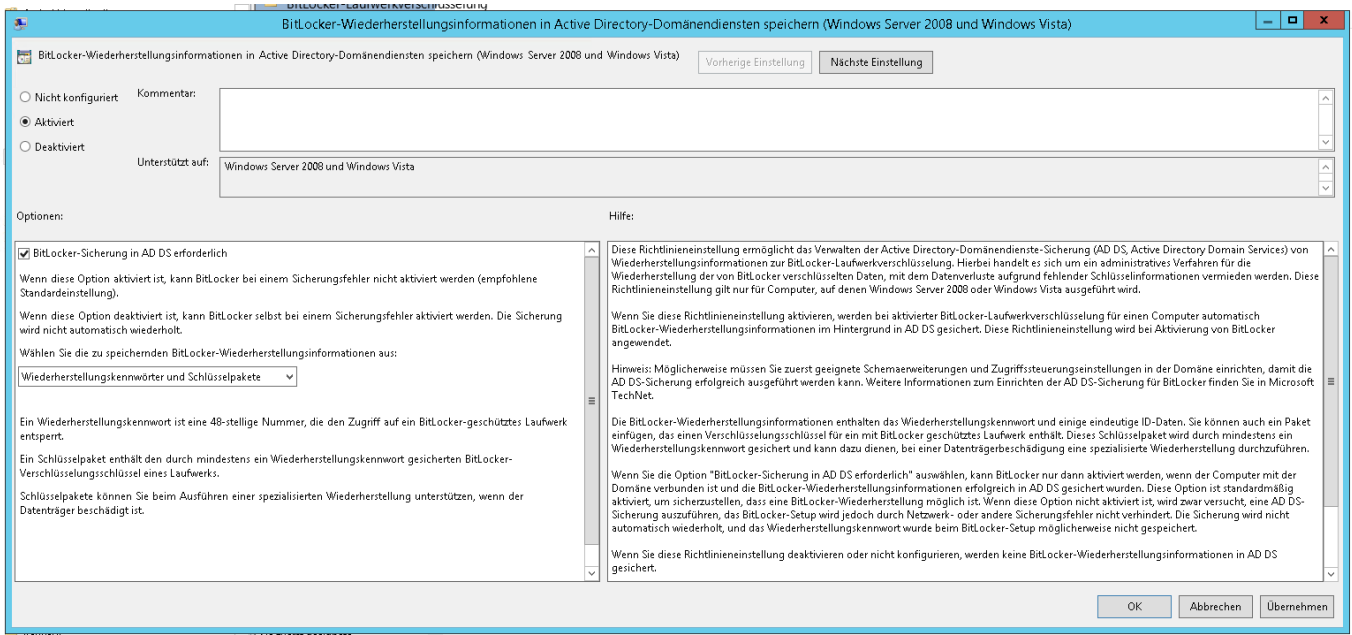 BitLocker-Laufwerkverschlüsselung
BitLocker-Wiederherstellungsinformationen in Active Directory-Domänendiensten speichern (Windows Server 2008 und Windows Vista)
BitLocker-Wiederherstellungsinformationen in Active Directory-Domänendiensten speichern (Windows Server 2008 und Windows Vista)
Vorherige Einstellung
Nächste Einstellung
Nicht konfiguriert
Kommentar:
Aktiviert
Deaktiviert
Unterstützt auf:
Windows Server 2008 und Windows Vista
Optionen:
Hilfe:
BitLocker-Sicherung in AD DS erforderlich
Wenn diese Option aktiviert ist, kann BitLocker bei einem Sicherungsfehler nicht aktiviert werden (empfohlene
Standardeinstellung).
Wenn diese Option deaktiviert ist, kann BitLocker selbst bei einem Sicherungsfehler aktiviert werden. Die Sicherung
wird nicht automatisch wiederholt.
Wählen Sie die zu speichernden BitLocker-Wiederherstellungsinformationen aus:
Wiederherstellungskennwörter und Schlüsselpakete
Ein Wiederherstellungskennwort ist eine 48-stellige Nummer, die den Zugriff auf ein BitLocker-geschütztes Laufwerk
entsperrt.
Ein Schlüsselpaket enthält den durch mindestens ein Wiederherstellungskennwort gesicherten BitLocker-
Verschlüsselungsschlüssel eines Laufwerks.
Schlüsselpakete können Sie beim Ausführen einer spezialisierten Wiederherstellung unterstützen, wenn der
Datenträger beschädigt ist.
Diese Richtlinieneinstellung ermöglicht das Verwalten der Active Directory-Domänendienste-Sicherung (AD DS, Active Directory Domain Services) von
Wiederherstellungsinformationen zur BitLocker-Laufwerkverschlüsselung. Hierbei handelt es sich um ein administratives Verfahren für die
Wiederherstellung der von BitLocker verschlüsselten Daten, mit dem Datenverluste aufgrund fehlender Schlüsselinformationen vermieden werden. Diese
Richtlinieneinstellung gilt nur für Computer, auf denen Windows Server 2008 oder Windows Vista ausgeführt wird.
Wenn Sie diese Richtlinieneinstellung aktivieren, werden bei aktivierter BitLocker-Laufwerkverschlüsselung für einen Computer automatisch
BitLocker-Wiederherstellungsinformationen im Hintergrund in AD DS gesichert. Diese Richtlinieneinstellung wird bei Aktivierung von BitLocker
angewendet.
Hinweis: Möglicherweise müssen Sie zuerst geeignete Schemaerweiterungen und Zugriffssteuerungseinstellungen in der Domäne einrichten, damit die
AD DS-Sicherung erfolgreich ausgeführt werden kann. Weitere Informationen zum Einrichten der AD DS-Sicherung für BitLocker finden Sie in Microsoft
TechNet.
Die BitLocker-Wiederherstellungsinformationen enthalten das Wiederherstellungskennwort und einige eindeutige ID-Daten. Sie können auch ein Paket
einfügen, das einen Verschlüsselungsschlüssel für ein mit BitLocker geschütztes Laufwerk enthält. Dieses Schlüsselpaket wird durch mindestens ein
Wiederherstellungskennwort gesichert und kann dazu dienen, bei einer Datenträgerbeschädigung eine spezialisierte Wiederherstellung durchzuführen.
Wenn Sie die Option "BitLocker-Sicherung in AD DS erforderlich" auswählen, kann BitLocker nur dann aktiviert werden, wenn der Computer mit der
Domäne verbunden ist und die BitLocker-Wiederherstellungsinformationen erfolgreich in AD DS gesichert wurden. Diese Option ist standardmäßig
aktiviert, um sicherzustellen, dass eine BitLocker-Wiederherstellung möglich ist. Wenn diese Option nicht aktiviert ist, wird zwar versucht, eine AD DS-
Sicherung auszuführen, das BitLocker-Setup wird jedoch durch Netzwerk- oder andere Sicherungsfehler nicht verhindert. Die Sicherung wird nicht
automatisch wiederholt, und das Wiederherstellungskennwort wurde beim BitLocker-Setup möglicherweise nicht gespeichert.
Wenn Sie diese Richtlinieneinstellung deaktivieren oder nicht konfigurieren, werden keine BitLocker-Wiederherstellungsinformationen in AD DS
gesichert.
OK
Abbrechen
Übernehmen